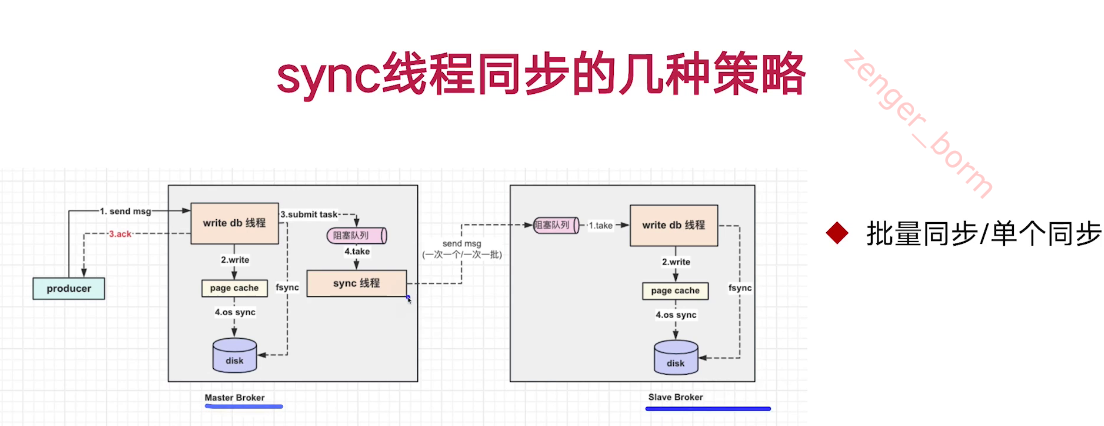 sync线程同步的几种策略
zenger_borm
1. send msg
3.ack
producer
write db 线程
3.submit task
阻塞队列
4.take
sync 线程
2.write
page cache
fsync
4.os sync
disk
Master Broker
send msg
(一次一个/一次一批)
阻塞队列
1.take
write db 线程
2.write
page cache
fsync
4.os sync
disk
Slave Broker
批量同步/单个同步